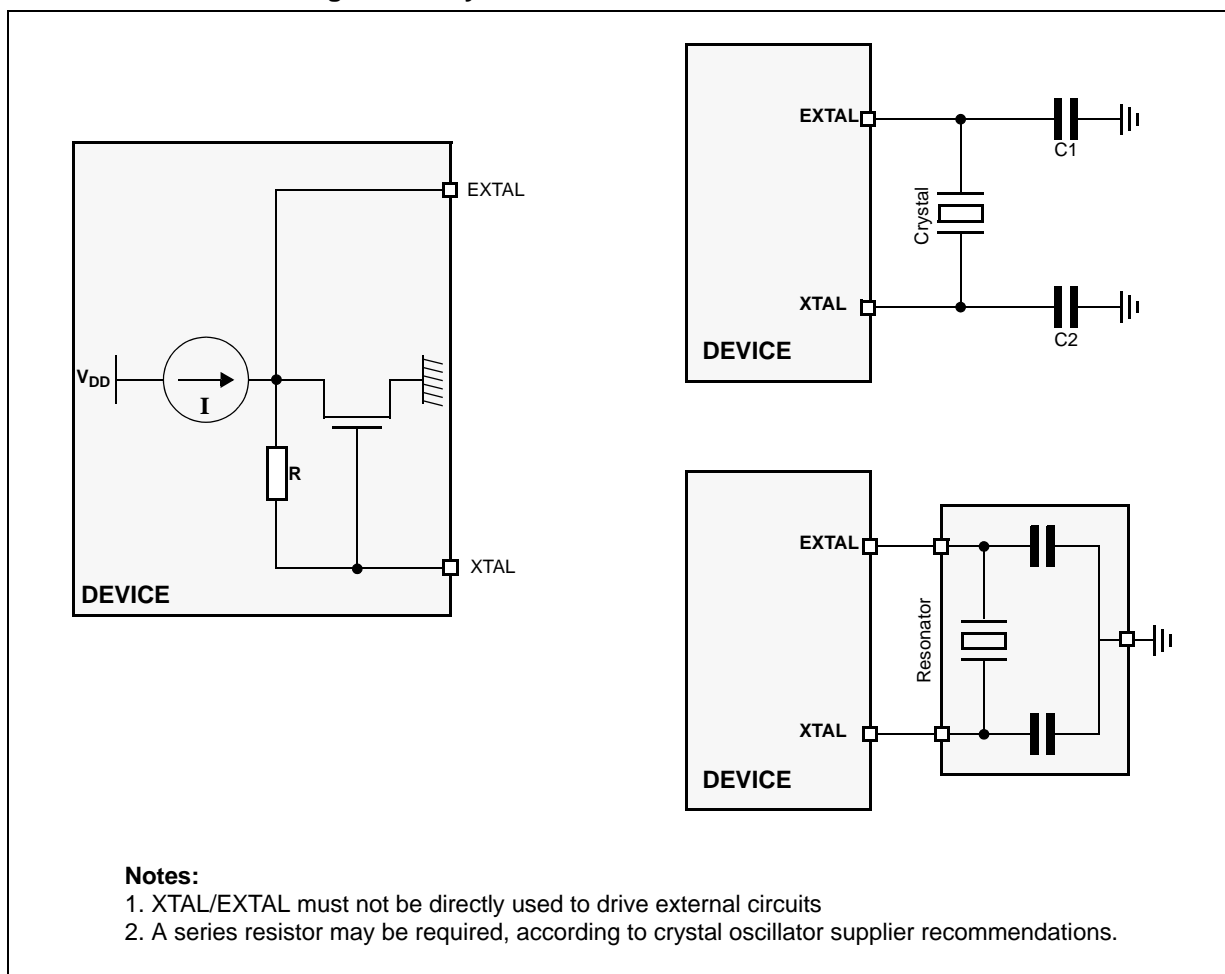 EXTAL
V_DD
I
R
XTAL
DEVICE
EXTAL
C1
Crystal
XTAL
C2
DEVICE
EXTAL
Resonator
XTAL
DEVICE
Notes:
1. XTAL/EXTAL must not be directly used to drive external circuits
2. A series resistor may be required, according to crystal oscillator supplier recommendations.